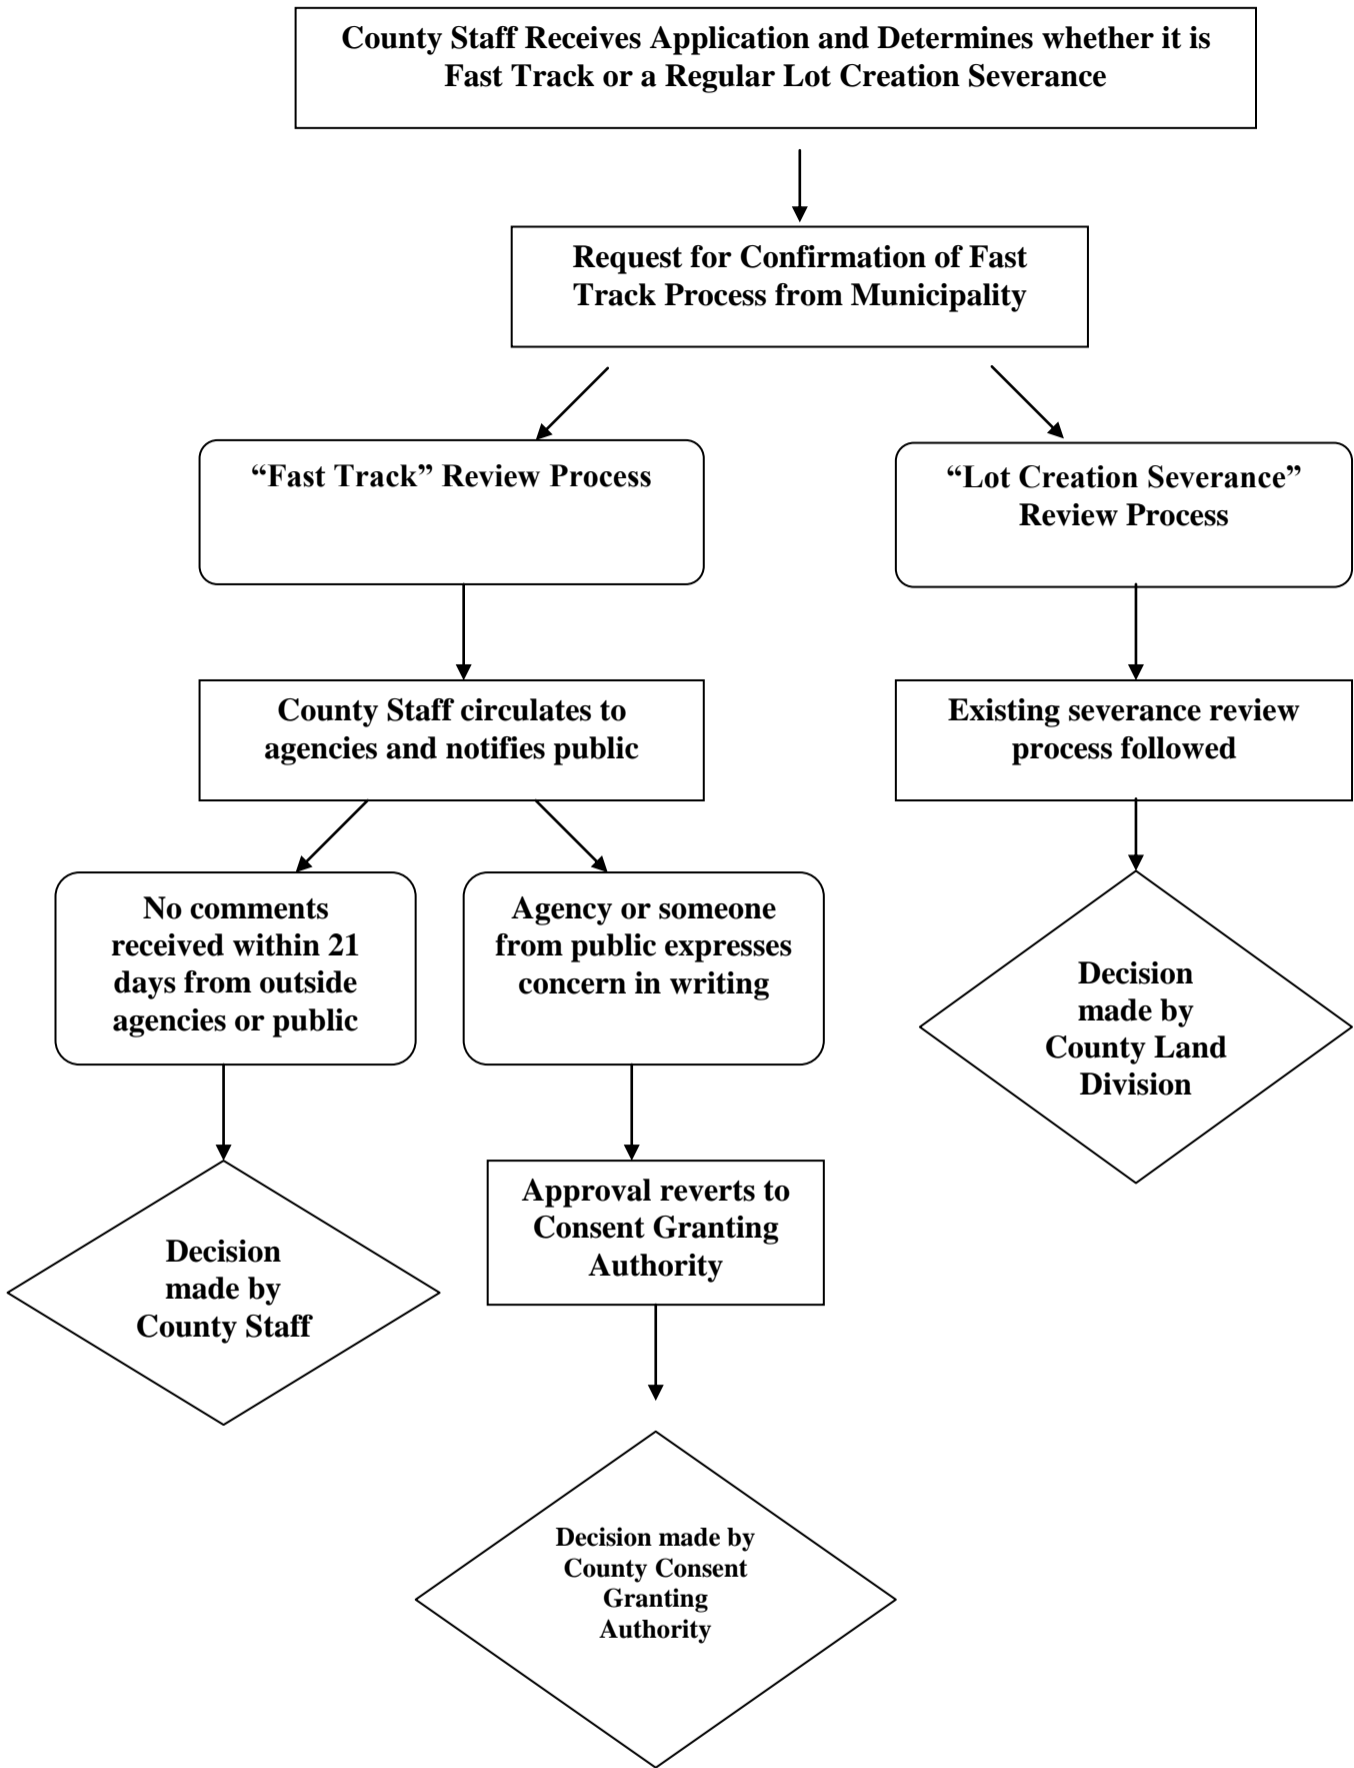 County Staff Receives Application and Determines whether it is
Fast Track or a Regular Lot Creation Severance
Request for Confirmation of Fast
Track Process from Municipality
“Fast Track” Review Process
“Lot Creation Severance”
Review Process
County Staff circulates to
agencies and notifies public
Existing severance review
process followed
No comments
received within 21
days from outside
agencies or public
Agency or someone
from public expresses
concern in writing
Decision
made by
County Land
Division
Decision
made by
County Staff
Approval reverts to
Consent Granting
Authority
Decision made by
County Consent
Granting
Authority